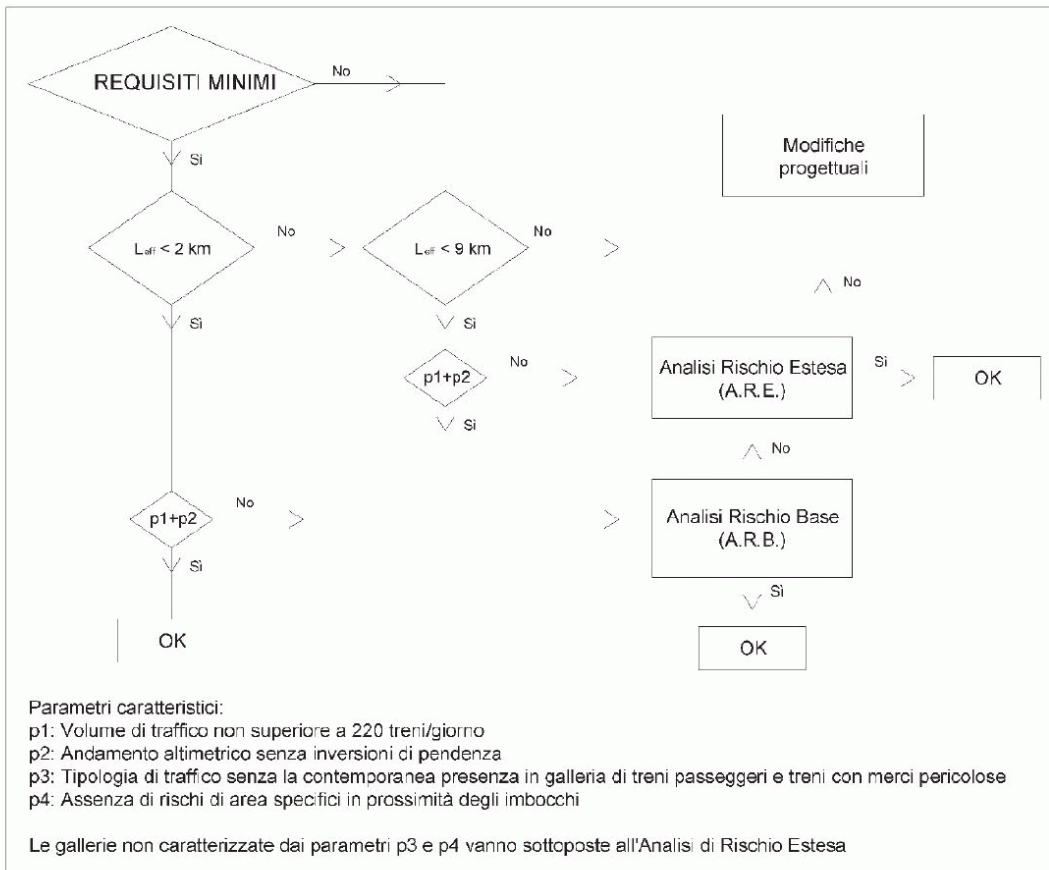 REQUISITI MINIMI
No
Sì
Modifiche
progettuali
Leff < 2 km
No
Leff < 9 km
No
No
Sì
Sì
p1+p2
No
Analisi Rischio Estesa
(A.R.E.)
Sì
OK
Sì
No
p1+p2
No
Analisi Rischio Base
(A.R.B.)
Sì
Sì
OK
OK
Parametri caratteristici:
p1: Volume di traffico non superiore a 220 treni/giorno
p2: Andamento altimetrico senza inversioni di pendenza
p3: Tipologia di traffico senza la contemporanea presenza in galleria di treni passeggeri e treni con merci pericolose
p4: Assenza di rischi di area specifici in prossimità degli imbocchi
Le gallerie non caratterizzate dai parametri p3 e p4 vanno sottoposte all'Analisi di Rischio Estesa